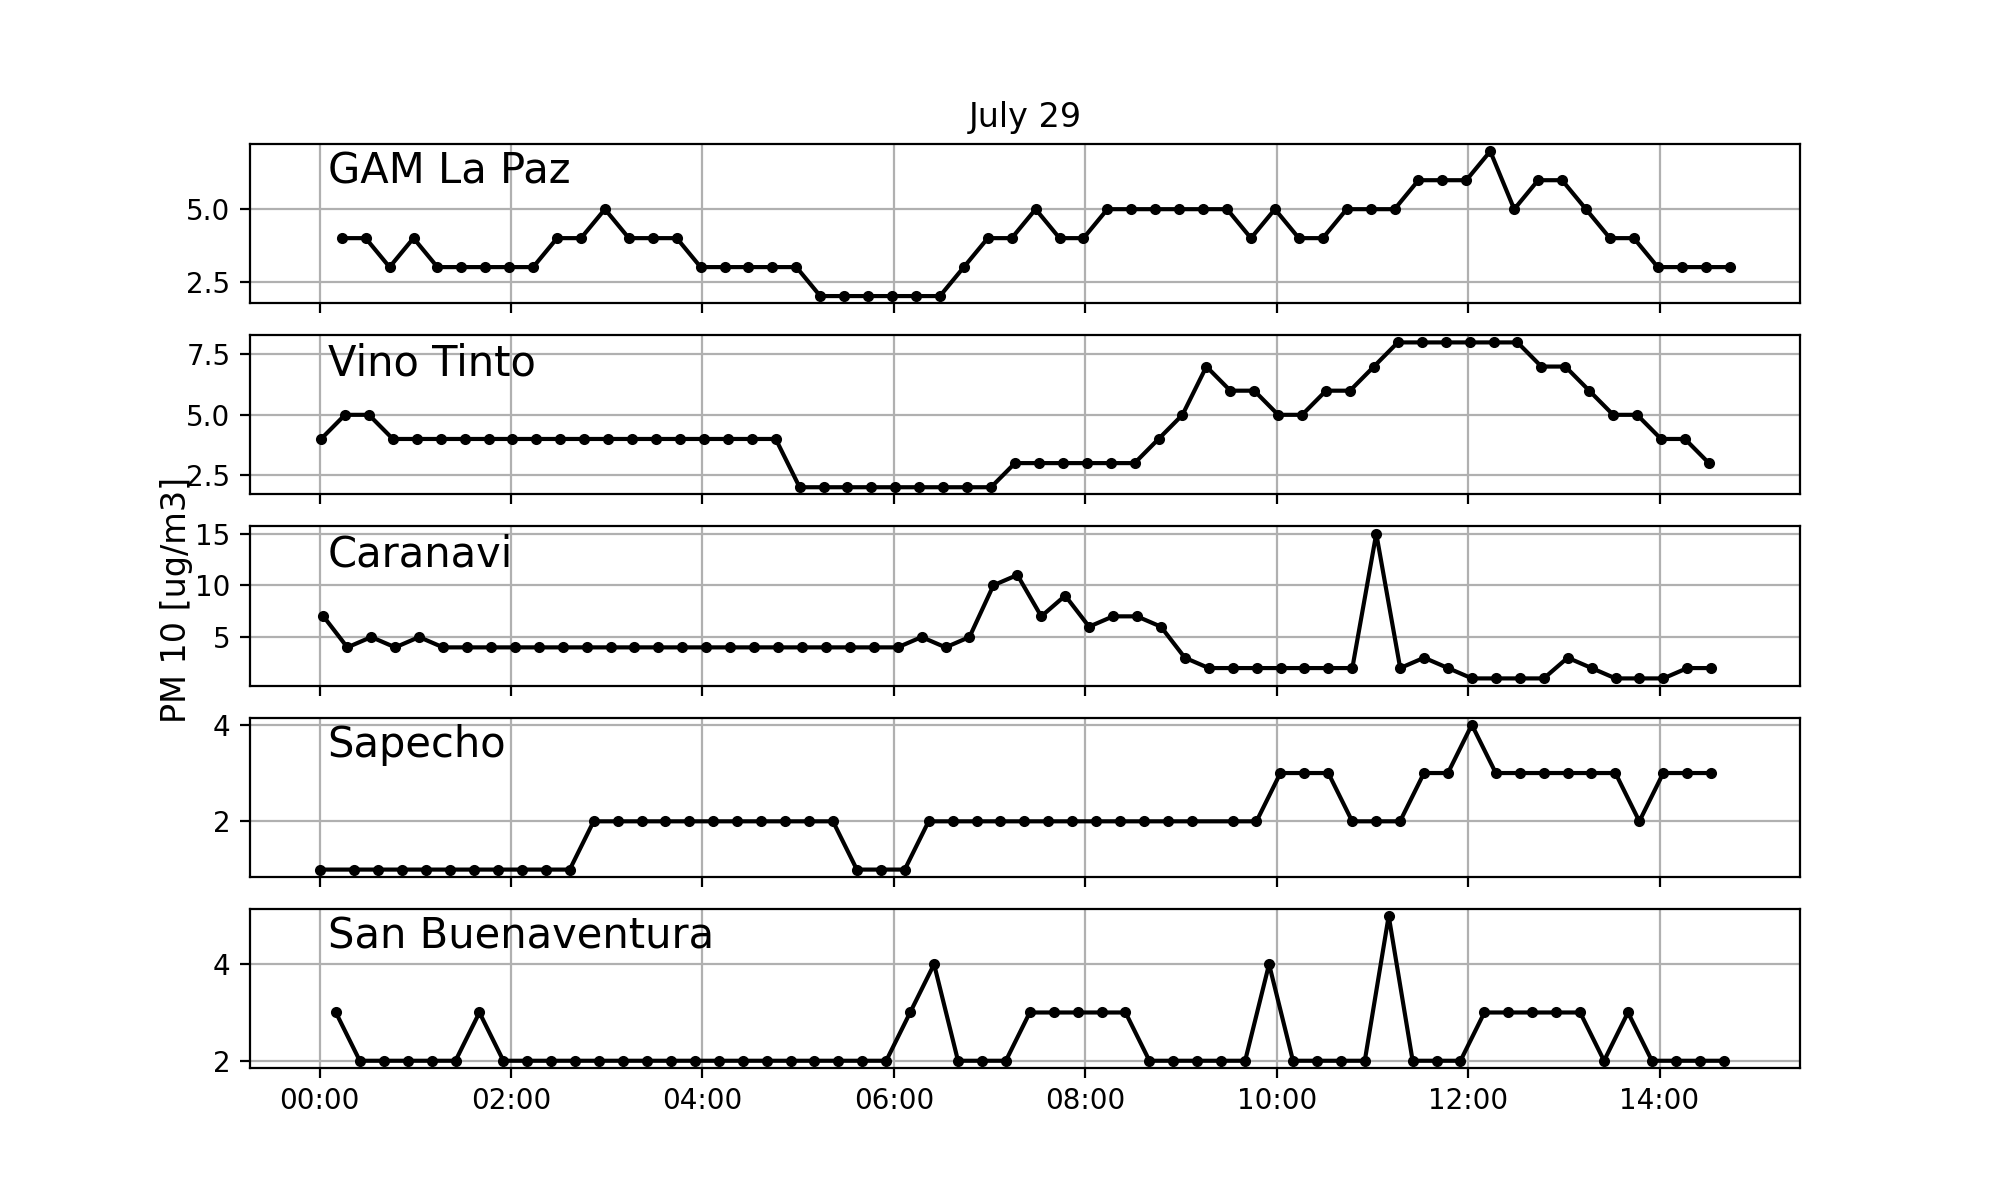 July 29
GAM La Paz
5.0
2.5
Vino Tinto
7.5
5.0
2.5
PM 10 [ug/m3]
Caranavi
15
10
5
Sapecho
4
2
San Buenaventura
4
2
00:00 02:00 04:00 06:00 08:00 10:00 12:00 14:00